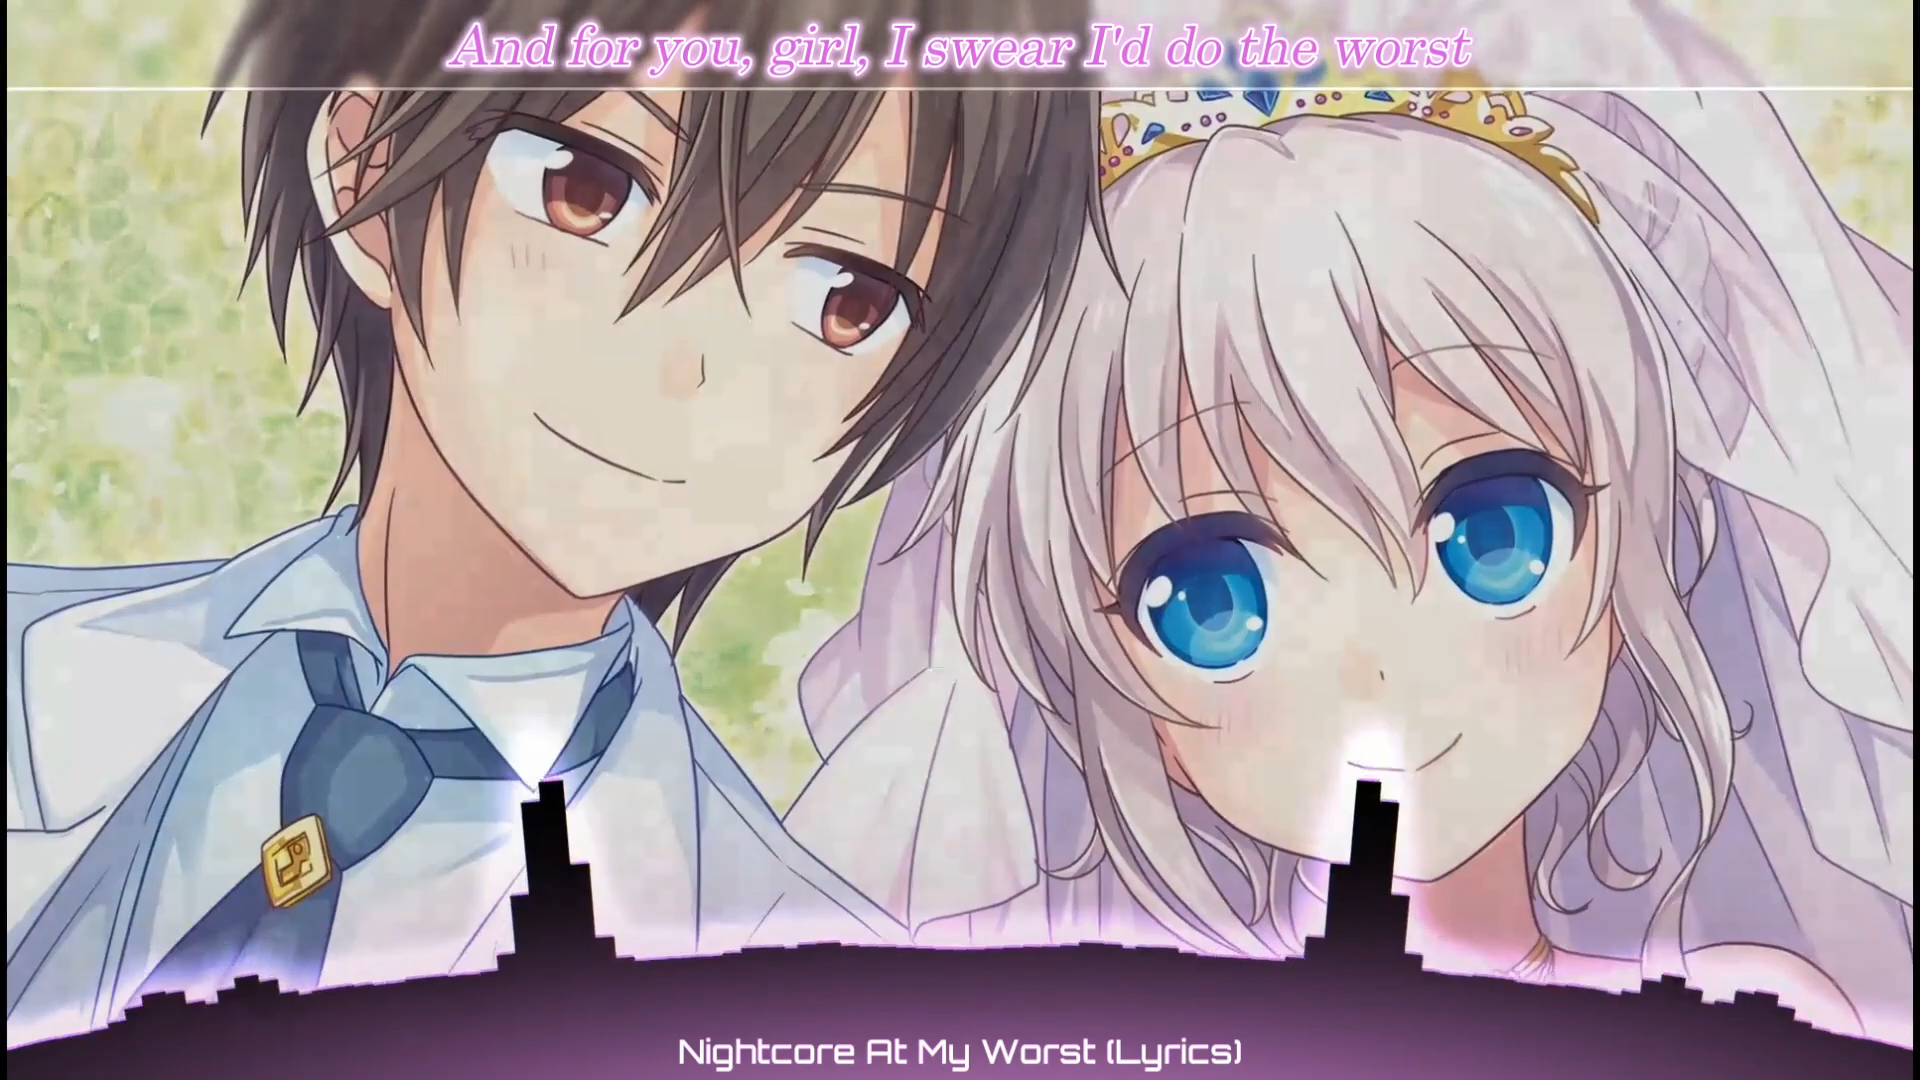 And for you, girl, I swear I'd do the worst
Nightcore At My Worst (Lyrics)